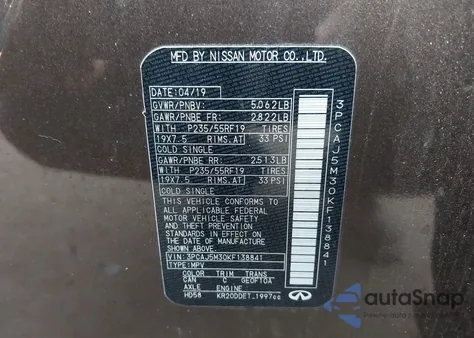 MFD BY NISSAN MOTOR CO.,LTD.
DATE: 04/19
GVWR/PNBV: 5,062LB
GAWR/PNBE FR: 2,822LB
WITH P235/55RF19 TIRES
19X7.5 RIMS,AT 33 PSI
COLD SINGLE
GAWR/PNBE RR: 2513LB
WITH P235/55RF19 TIRES
19X7.5 RIMS,AT 33 PSI
COLD SINGLE
THIS VEHICLE CONFORMS TO
ALL APPLICABLE FEDERAL
MOTOR VEHICLE SAFETY
AND THEFT PREVENTION
STANDARDS IN EFFECT ON
THE DATE OF MANUFACTURE
SHOWN ABOVE.
VIN: 3PCAJ5M30KF138841
TYPE: MPV
COLOR TRIM TRANS
CAN G
AXLE ENGINE
HD58 KR20DDET 1997cc
3PCAJ5M30KF138841
autoSnap